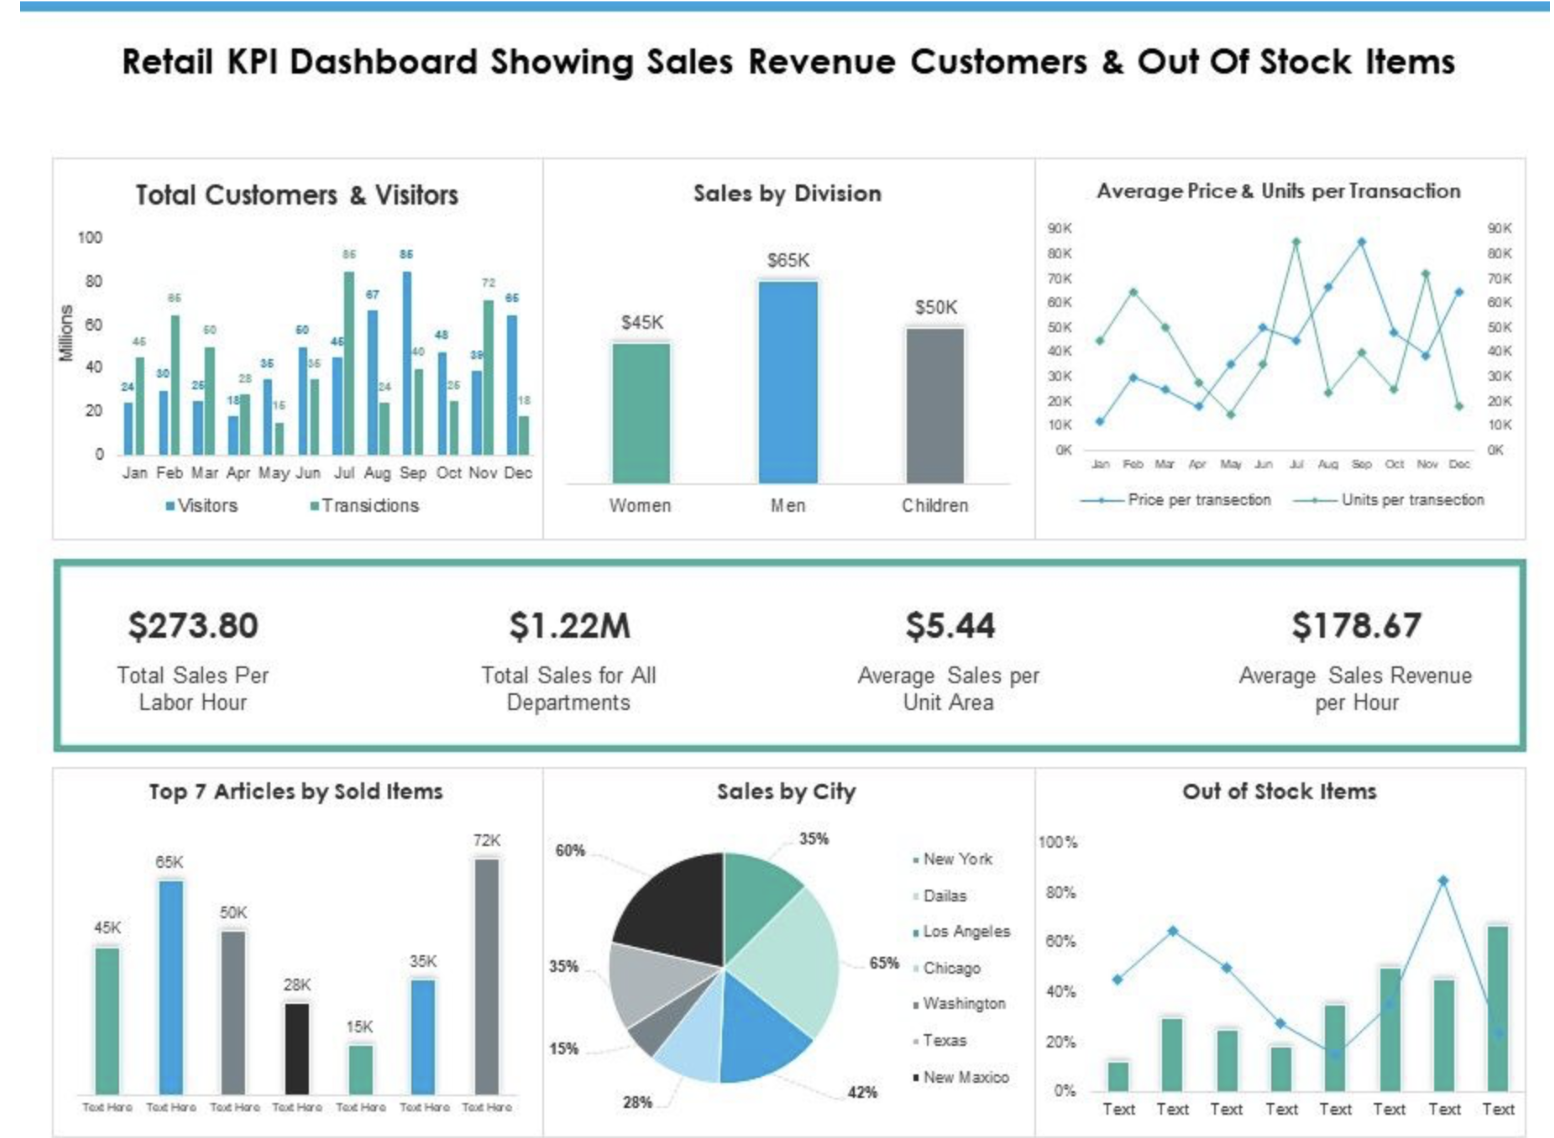 Retail KPI Dashboard Showing Sales Revenue Customers & Out Of Stock Items
Total Customers & Visitors
Millions
100
80
60
40
20
0
24
45
30
65
25
50
18
28
35
15
50
35
45
85
67
24
85
40
48
25
39
72
65
18
Jan Feb Mar Apr May Jun Jul Aug Sep Oct Nov Dec
Visitors
Transictions
Sales by Division
$45K
$65K
$50K
Women
Men
Children
Average Price & Units per Transaction
90K
80K
70K
60K
50K
40K
30K
20K
10K
0K
90K
80K
70K
60K
50K
40K
30K
20K
10K
0K
Jan Feb Mar Apr May Jun Jul Aug Sep Oct Nov Dec
Price per transection
Units per transection
$273.80
Total Sales Per
Labor Hour
$1.22M
Total Sales for All
Departments
$5.44
Average Sales per
Unit Area
$178.67
Average Sales Revenue
per Hour
Top 7 Articles by Sold Items
45K
65K
50K
28K
15K
35K
72K
Text Here Text Here Text Here Text Here Text Here Text Here Text Here
Sales by City
35%
65%
42%
28%
15%
35%
60%
New York
Dailas
Los Angeles
Chicago
Washington
Texas
New Maxico
Out of Stock Items
100%
80%
60%
40%
20%
0%
Text Text Text Text Text Text Text Text